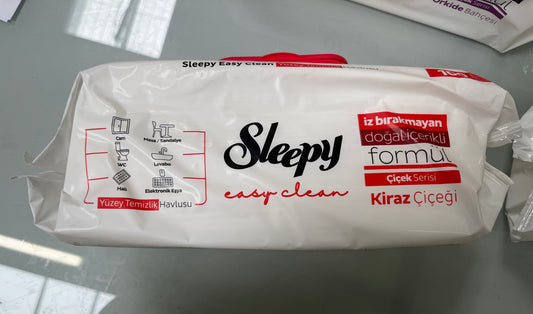 Orkide Bahçesi
Sleepy Easy Clean
Cam
Masa / Sandalye
WC
Lavabo
Halı
Elektronik Eşya
Yüzey Temizlik Havlusu
Sleepy
easy clean
iz bırakmayan
doğal içerikli
formül
Çiçek Serisi
Kiraz Çiçeği